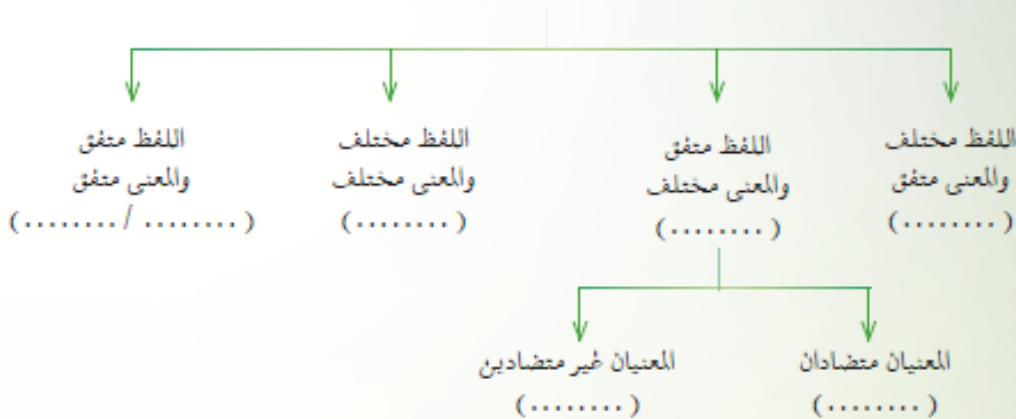 اللفظ مختلف
والمعنى متفق
(........)
اللفظ متفق
والمعنى مختلف
(........)
اللفظ مختلف
والمعنى مختلف
(........)
اللفظ متفق
والمعنى متفق
(........ / ........)
المعنيان متضادان
(........)
المعنيان غير متضادين
(........)